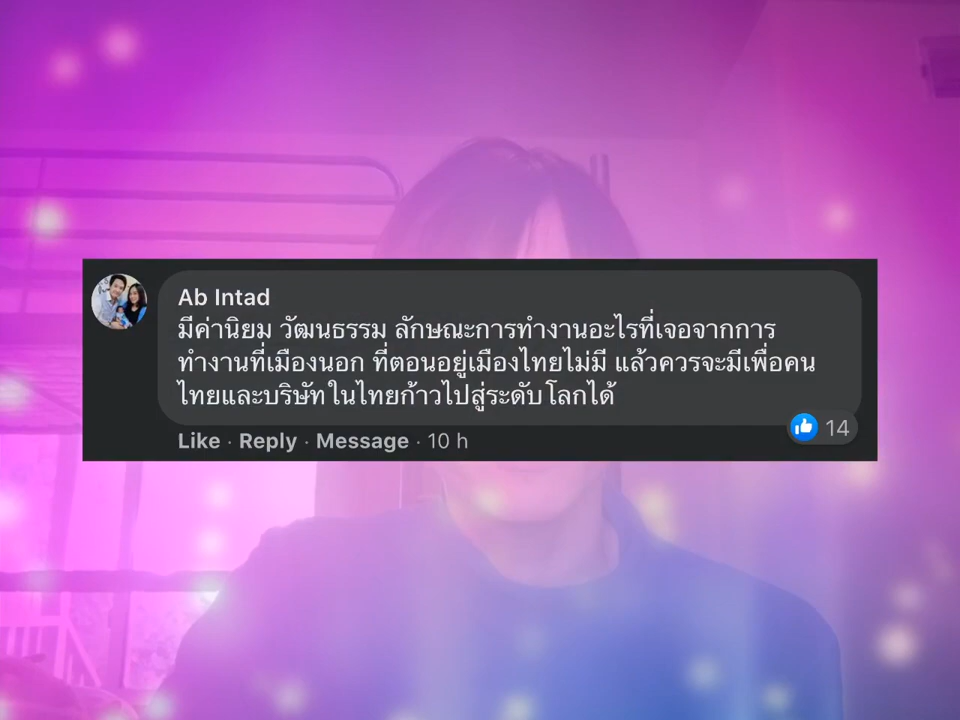 Ab Intad
มีค่านิยม วัฒนธรรม ลักษณะการทำงานอะไรที่เจอจากการ
ทำงานที่เมืองนอก ที่ตอนอยู่เมืองไทยไม่มี แล้วควรจะมีเพื่อคน
ไทยและบริษัทในไทยก้าวไปสู่ระดับโลกได้
14
Like · Reply · Message · 10 h